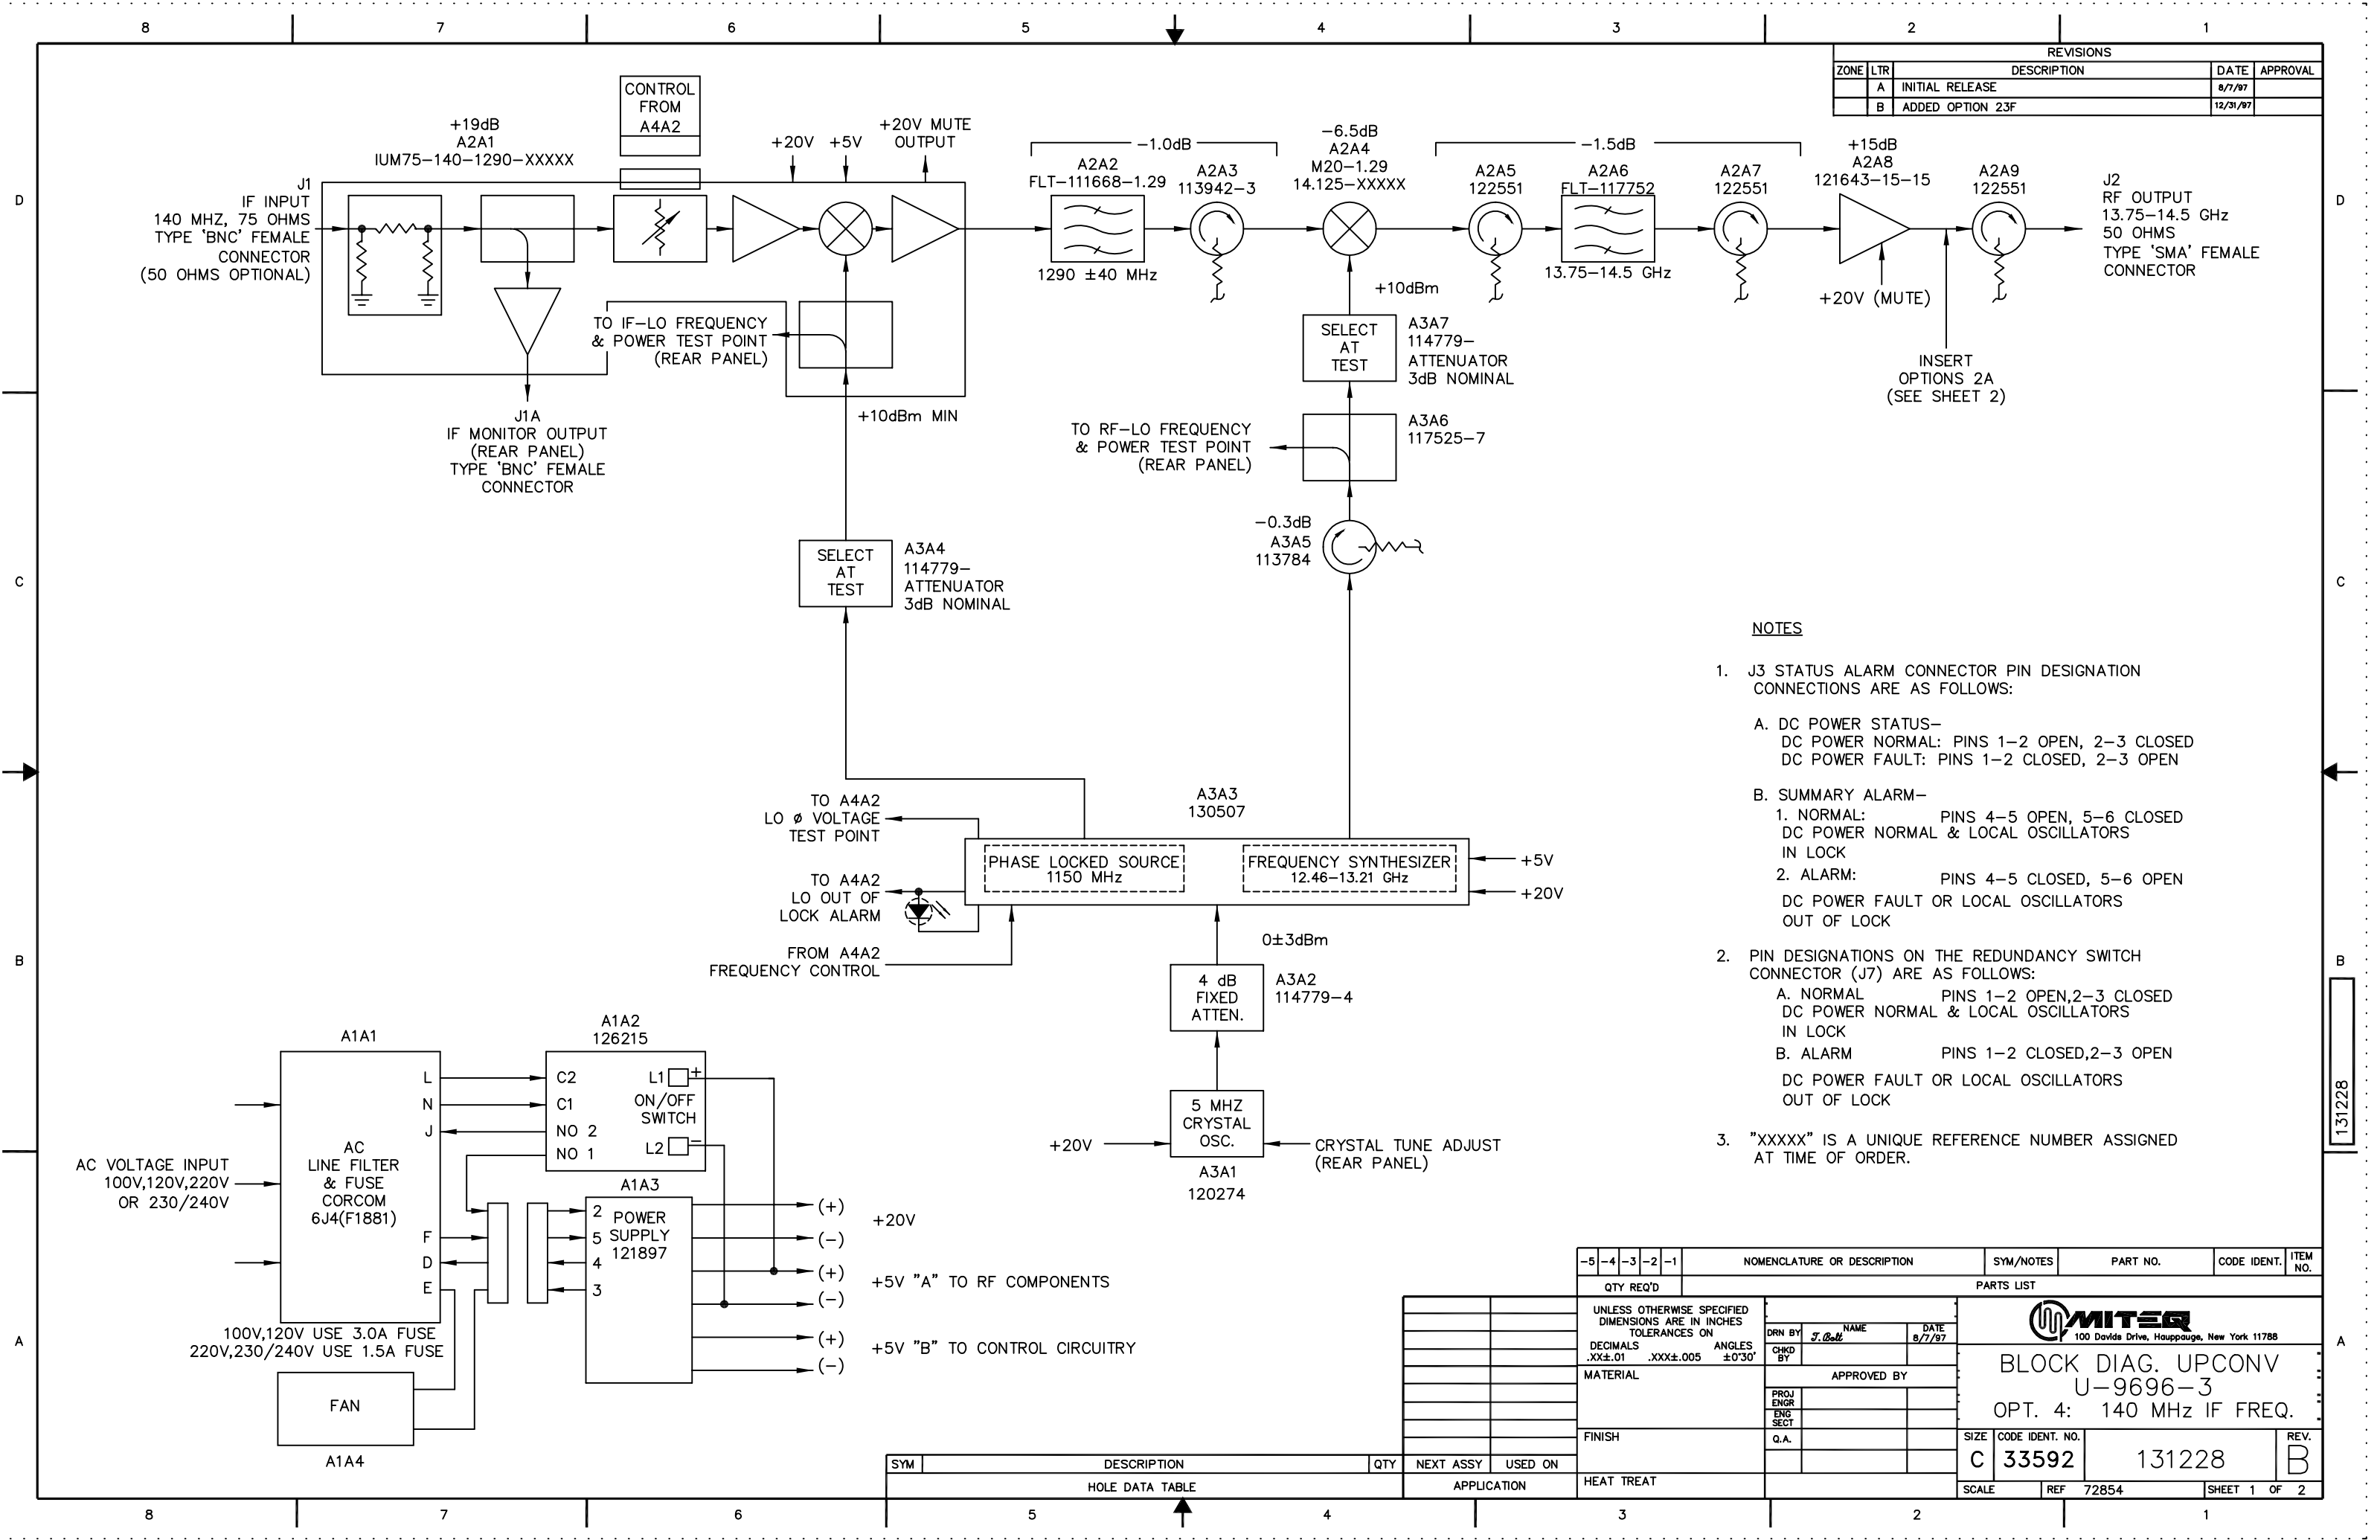 8 7 6 5 4 3 2 1
REVISIONS
ZONE LTR DESCRIPTION DATE APPROVAL
A INITIAL RELEASE 8/7/97
B ADDED OPTION 23F 12/31/97
D
D
CONTROL
FROM
A4A2
+19dB
A2A1
IUM75-140-1290-XXXXX
+20V +5V
+20V MUTE
OUTPUT
J1
IF INPUT
140 MHZ, 75 OHMS
TYPE 'BNC' FEMALE
CONNECTOR
(50 OHMS OPTIONAL)
-1.0dB
A2A2
FLT-111668-1.29
1290 ±40 MHz
A2A3
113942-3
-6.5dB
A2A4
M20-1.29
14.125-XXXXX
-1.5dB
A2A5
122551
A2A6
FLT-117752
13.75-14.5 GHz
A2A7
122551
+15dB
A2A8
121643-15-15
A2A9
122551
J2
RF OUTPUT
13.75-14.5 GHz
50 OHMS
TYPE 'SMA' FEMALE
CONNECTOR
+20V (MUTE)
INSERT
OPTIONS 2A
(SEE SHEET 2)
TO IF-LO FREQUENCY
& POWER TEST POINT
(REAR PANEL)
J1A
IF MONITOR OUTPUT
(REAR PANEL)
TYPE 'BNC' FEMALE
CONNECTOR
+10dBm MIN
+10dBm
SELECT
AT
TEST
A3A7
114779-
ATTENUATOR
3dB NOMINAL
TO RF-LO FREQUENCY
& POWER TEST POINT
(REAR PANEL)
A3A6
117525-7
-0.3dB
A3A5
113784
C
C
SELECT
AT
TEST
A3A4
114779-
ATTENUATOR
3dB NOMINAL
TO A4A2
LO ø VOLTAGE
TEST POINT
A3A3
130507
PHASE LOCKED SOURCE
1150 MHz
FREQUENCY SYNTHESIZER
12.46-13.21 GHz
+5V
+20V
TO A4A2
LO OUT OF
LOCK ALARM
FROM A4A2
FREQUENCY CONTROL
0±3dBm
4 dB
FIXED
ATTEN.
A3A2
114779-4
5 MHZ
CRYSTAL
OSC.
+20V
CRYSTAL TUNE ADJUST
(REAR PANEL)
A3A1
120274
NOTES
1. J3 STATUS ALARM CONNECTOR PIN DESIGNATION
CONNECTIONS ARE AS FOLLOWS:
A. DC POWER STATUS-
DC POWER NORMAL: PINS 1-2 OPEN, 2-3 CLOSED
DC POWER FAULT: PINS 1-2 CLOSED, 2-3 OPEN
B. SUMMARY ALARM-
1. NORMAL: PINS 4-5 OPEN, 5-6 CLOSED
DC POWER NORMAL & LOCAL OSCILLATORS
IN LOCK
2. ALARM: PINS 4-5 CLOSED, 5-6 OPEN
DC POWER FAULT OR LOCAL OSCILLATORS
OUT OF LOCK
2. PIN DESIGNATIONS ON THE REDUNDANCY SWITCH
CONNECTOR (J7) ARE AS FOLLOWS:
A. NORMAL PINS 1-2 OPEN,2-3 CLOSED
DC POWER NORMAL & LOCAL OSCILLATORS
IN LOCK
B. ALARM PINS 1-2 CLOSED,2-3 OPEN
DC POWER FAULT OR LOCAL OSCILLATORS
OUT OF LOCK
3. "XXXXX" IS A UNIQUE REFERENCE NUMBER ASSIGNED
AT TIME OF ORDER.
B
B
131228
A1A1
AC VOLTAGE INPUT
100V,120V,220V
OR 230/240V
AC
LINE FILTER
& FUSE
CORCOM
6J4(F1881)
L
N
J
F
D
E
A1A2
126215
C2
C1
NO 2
NO 1
L1 +
ON/OFF
SWITCH
L2 -
A1A3
POWER
SUPPLY
121897
2
5
4
3
(+)
+20V
(-)
(+)
+5V "A" TO RF COMPONENTS
(-)
(+)
+5V "B" TO CONTROL CIRCUITRY
(-)
100V,120V USE 3.0A FUSE
220V,230/240V USE 1.5A FUSE
FAN
A1A4
A
A
-5 -4 -3 -2 -1 NOMENCLATURE OR DESCRIPTION SYM/NOTES PART NO. CODE IDENT. ITEM NO.
QTY REQ'D PARTS LIST
UNLESS OTHERWISE SPECIFIED
DIMENSIONS ARE IN INCHES
TOLERANCES ON
DECIMALS ANGLES
.XX±.01 .XXX±.005 ±0°30'
MATERIAL
FINISH
HEAT TREAT
NAME DATE
DRN BY J.Bolt 8/7/97
CHKD BY
APPROVED BY
PROJ ENGR
ENG SECT
Q.A.
MITEQ
100 Davids Drive, Hauppauge, New York 11788
BLOCK DIAG. UPCONV
U-9696-3
OPT. 4: 140 MHz IF FREQ.
SIZE CODE IDENT. NO. REV.
C 33592 131228 B
SCALE REF 72854 SHEET 1 OF 2
SYM DESCRIPTION QTY NEXT ASSY USED ON
HOLE DATA TABLE APPLICATION
8 7 6 5 4 3 2 1